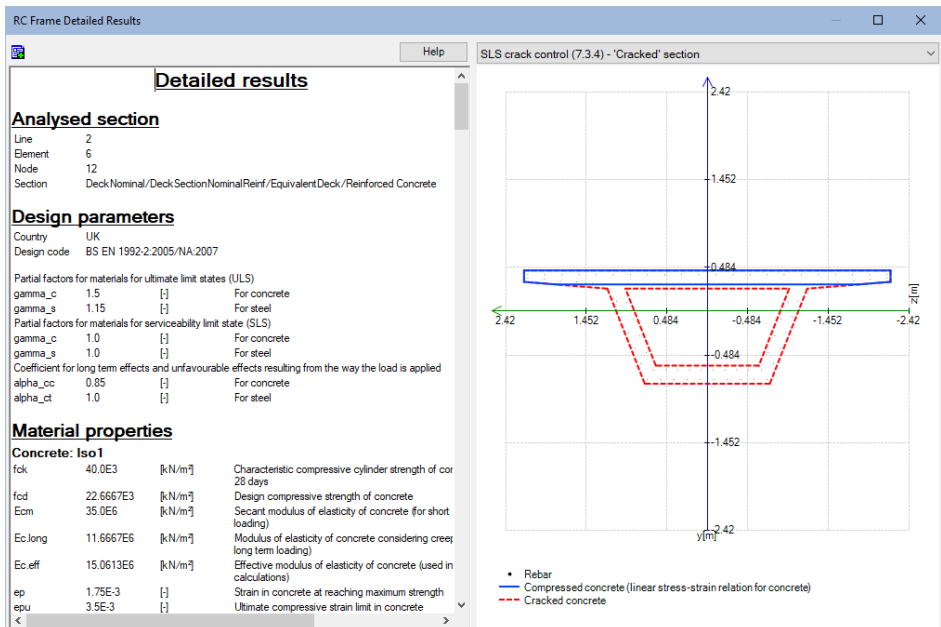 RC Frame Detailed Results
Help
SLS crack control (7.3.4) - 'Cracked' section
Detailed results
Analysed section
Line 2
Element 6
Node 12
Section DeckNominal/DeckSectionNominalReinf/EquivalentDeck/Reinforced Concrete
Design parameters
Country UK
Design code BS EN 1992-2:2005/NA:2007
Partial factors for materials for ultimate limit states (ULS)
gamma_c 1.5 [-] For concrete
gamma_s 1.15 [-] For steel
Partial factors for materials for serviceability limit state (SLS)
gamma_c 1.0 [-] For concrete
gamma_s 1.0 [-] For steel
Coefficient for long term effects and unfavourable effects resulting from the way the load is applied
alpha_cc 0.85 [-] For concrete
alpha_ct 1.0 [-] For steel
Material properties
Concrete: Iso1
fck 40.0E3 [kN/m²] Characteristic compressive cylinder strength of cor
28 days
fcd 22.6667E3 [kN/m²] Design compressive strength of concrete
Ecm 35.0E6 [kN/m²] Secant modulus of elasticity of concrete (for short
loading)
Ec.long 11.6667E6 [kN/m²] Modulus of elasticity of concrete considering creep
long term loading)
Ec.eff 15.0613E6 [kN/m²] Effective modulus of elasticity of concrete (used in
calculations)
ep 1.75E-3 [-] Strain in concrete at reaching maximum strength
epu 3.5E-3 [-] Ultimate compressive strain limit in concrete
2.42
1.452
0.484
z[m]
2.42 1.452 0.484 -0.484 -1.452 -2.42
-0.484
-1.452
-2.42
y[m]
Rebar
Compressed concrete (linear stress-strain relation for concrete)
Cracked concrete